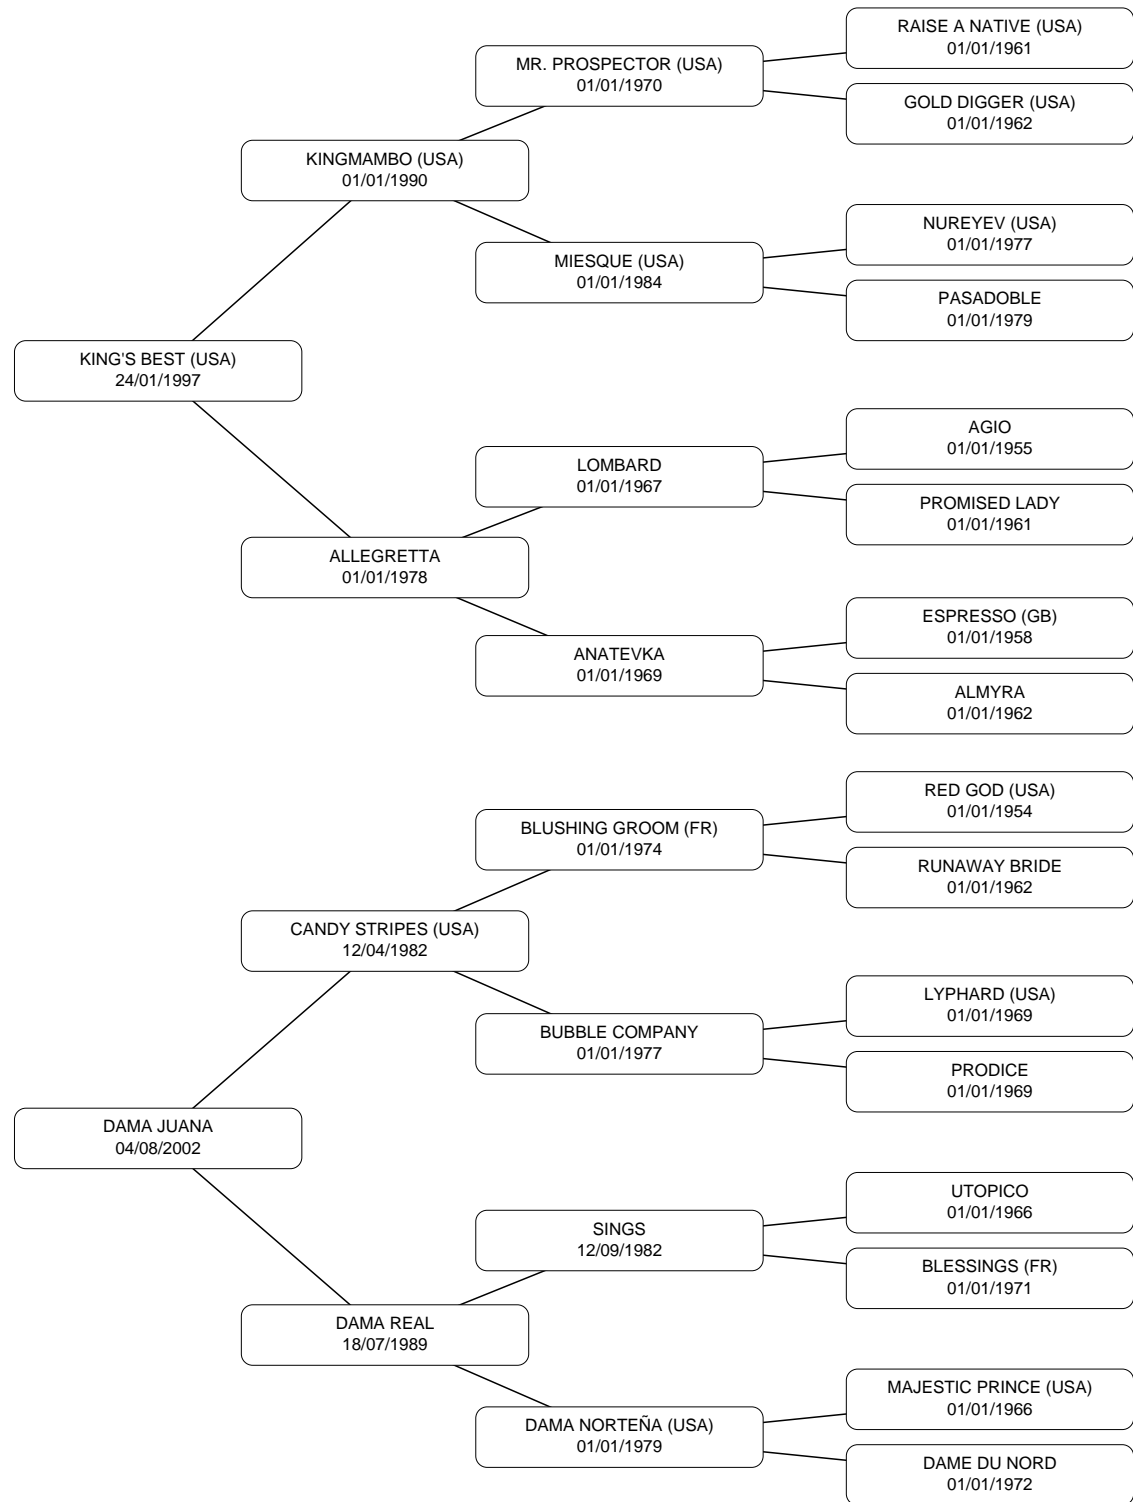 RAISE A NATIVE (USA)
01/01/1961
MR. PROSPECTOR (USA)
01/01/1970
GOLD DIGGER (USA)
01/01/1962
KINGMAMBO (USA)
01/01/1990
NUREYEV (USA)
01/01/1977
MIESQUE (USA)
01/01/1984
PASADOBLE
01/01/1979
KING'S BEST (USA)
24/01/1997
AGIO
01/01/1955
LOMBARD
01/01/1967
PROMISED LADY
01/01/1961
ALLEGRETTA
01/01/1978
ESPRESSO (GB)
01/01/1958
ANATEVKA
01/01/1969
ALMYRA
01/01/1962
RED GOD (USA)
01/01/1954
BLUSHING GROOM (FR)
01/01/1974
RUNAWAY BRIDE
01/01/1962
CANDY STRIPES (USA)
12/04/1982
LYPHARD (USA)
01/01/1969
BUBBLE COMPANY
01/01/1977
PRODICE
01/01/1969
DAMA JUANA
04/08/2002
UTOPICO
01/01/1966
SINGS
12/09/1982
BLESSINGS (FR)
01/01/1971
DAMA REAL
18/07/1989
MAJESTIC PRINCE (USA)
01/01/1966
DAMA NORTEÑA (USA)
01/01/1979
DAME DU NORD
01/01/1972